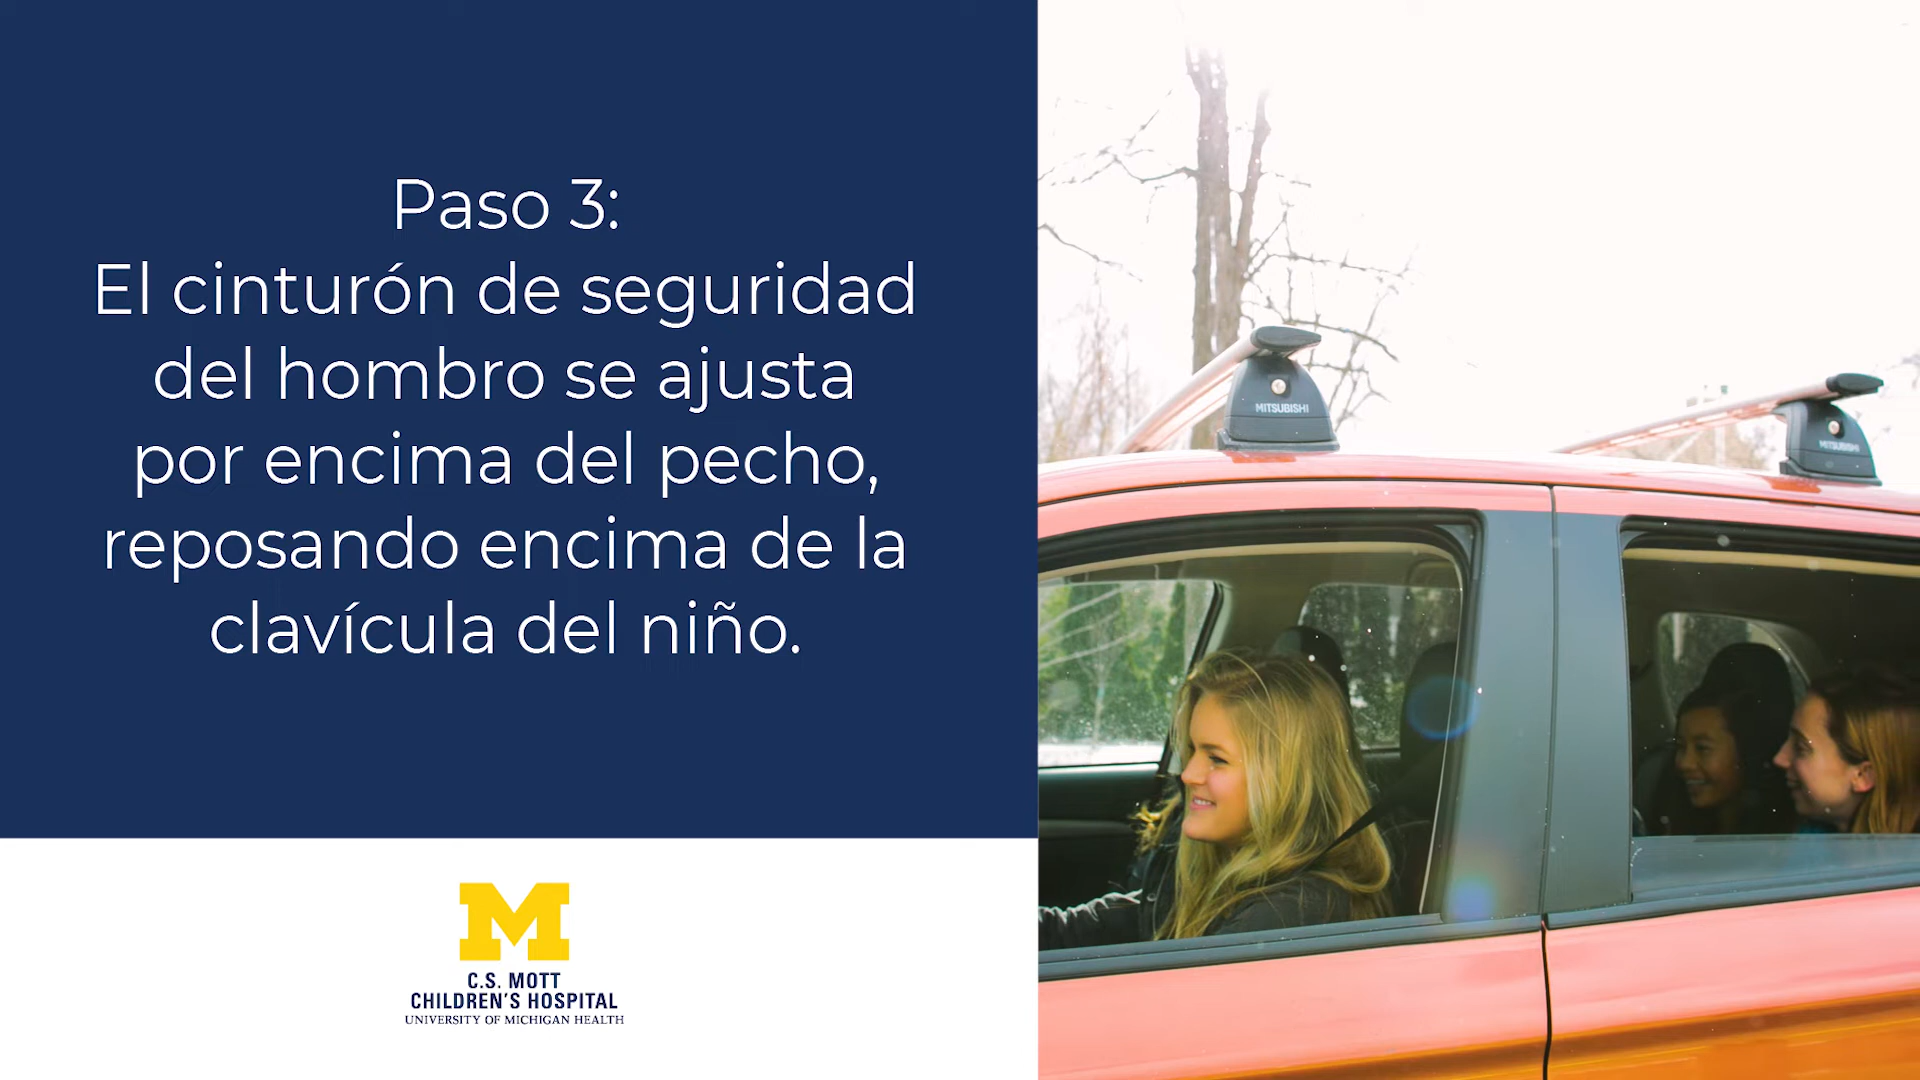 Paso 3:
El cinturón de seguridad
del hombro se ajusta
por encima del pecho,
reposando encima de la
clavícula del niño.
M
C.S. MOTT
CHILDREN'S HOSPITAL
UNIVERSITY OF MICHIGAN HEALTH
MITSUBISHI
MITSUBISHI